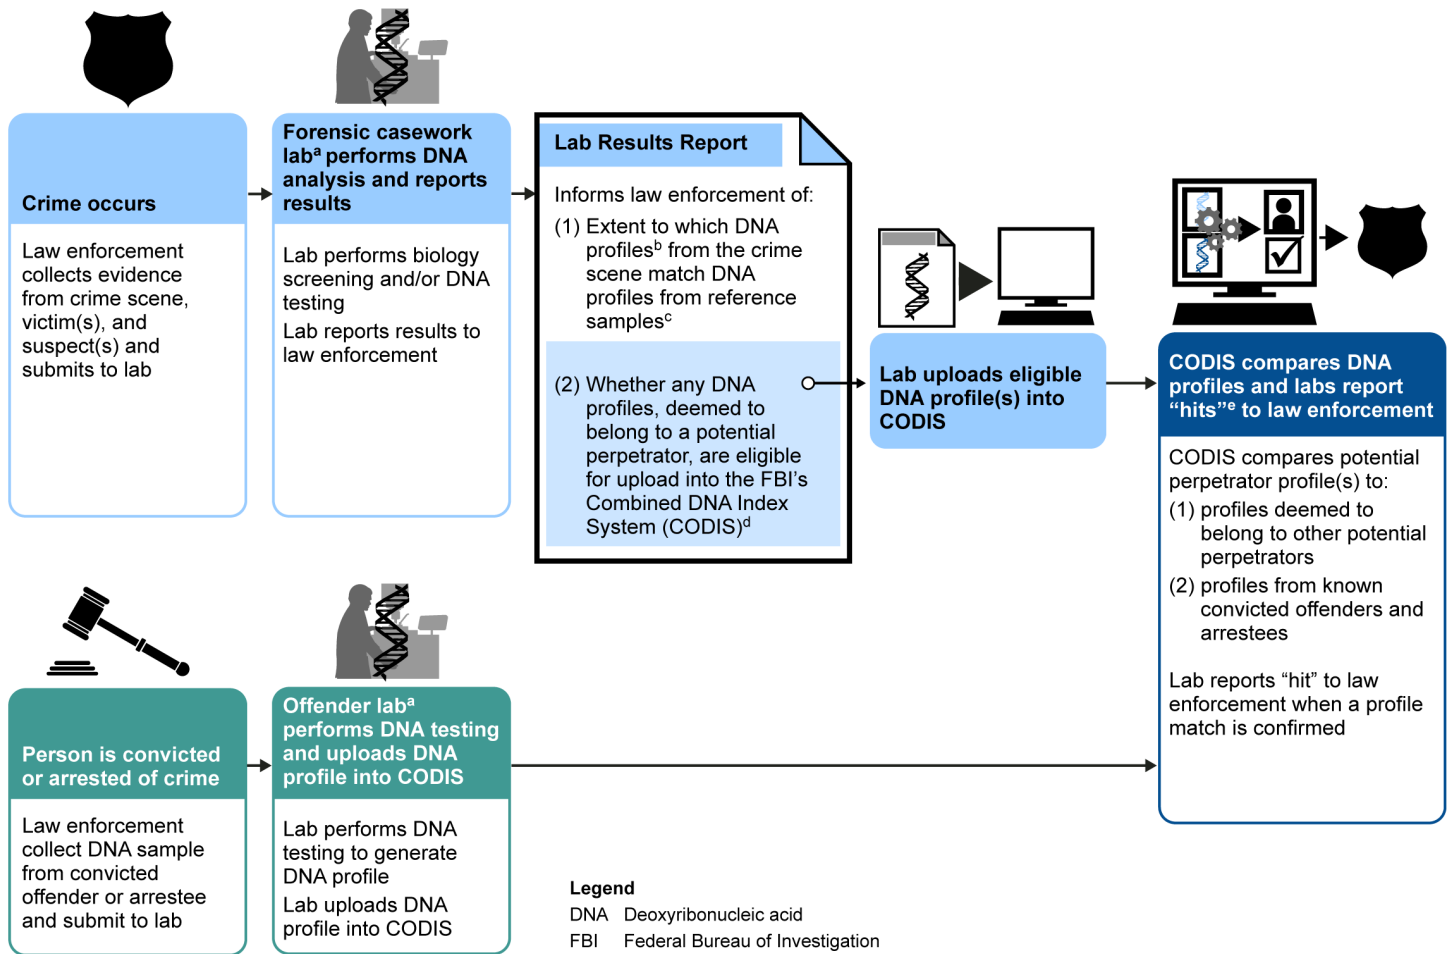 Crime occurs
Law enforcement
collects evidence
from crime scene,
victim(s), and
suspect(s) and
submits to lab
Forensic casework
labᵃ performs DNA
analysis and reports
results
Lab performs biology
screening and/or DNA
testing
Lab reports results to
law enforcement
Lab Results Report
Informs law enforcement of:
(1) Extent to which DNA
profilesᵇ from the crime
scene match DNA
profiles from reference
samplesᶜ
(2) Whether any DNA
profiles, deemed to
belong to a potential
perpetrator, are eligible
for upload into the FBI’s
Combined DNA Index
System (CODIS)ᵈ
Lab uploads eligible
DNA profile(s) into
CODIS
CODIS compares DNA
profiles and labs report
“hits”ᵉ to law enforcement
CODIS compares potential
perpetrator profile(s) to:
(1) profiles deemed to
belong to other potential
perpetrators
(2) profiles from known
convicted offenders and
arrestees
Lab reports “hit” to law
enforcement when a profile
match is confirmed
Person is convicted
or arrested of crime
Law enforcement
collect DNA sample
from convicted
offender or arrestee
and submit to lab
Offender labᵃ
performs DNA testing
and uploads DNA
profile into CODIS
Lab performs DNA
testing to generate
DNA profile
Lab uploads DNA
profile into CODIS
Legend
DNA Deoxyribonucleic acid
FBI Federal Bureau of Investigation